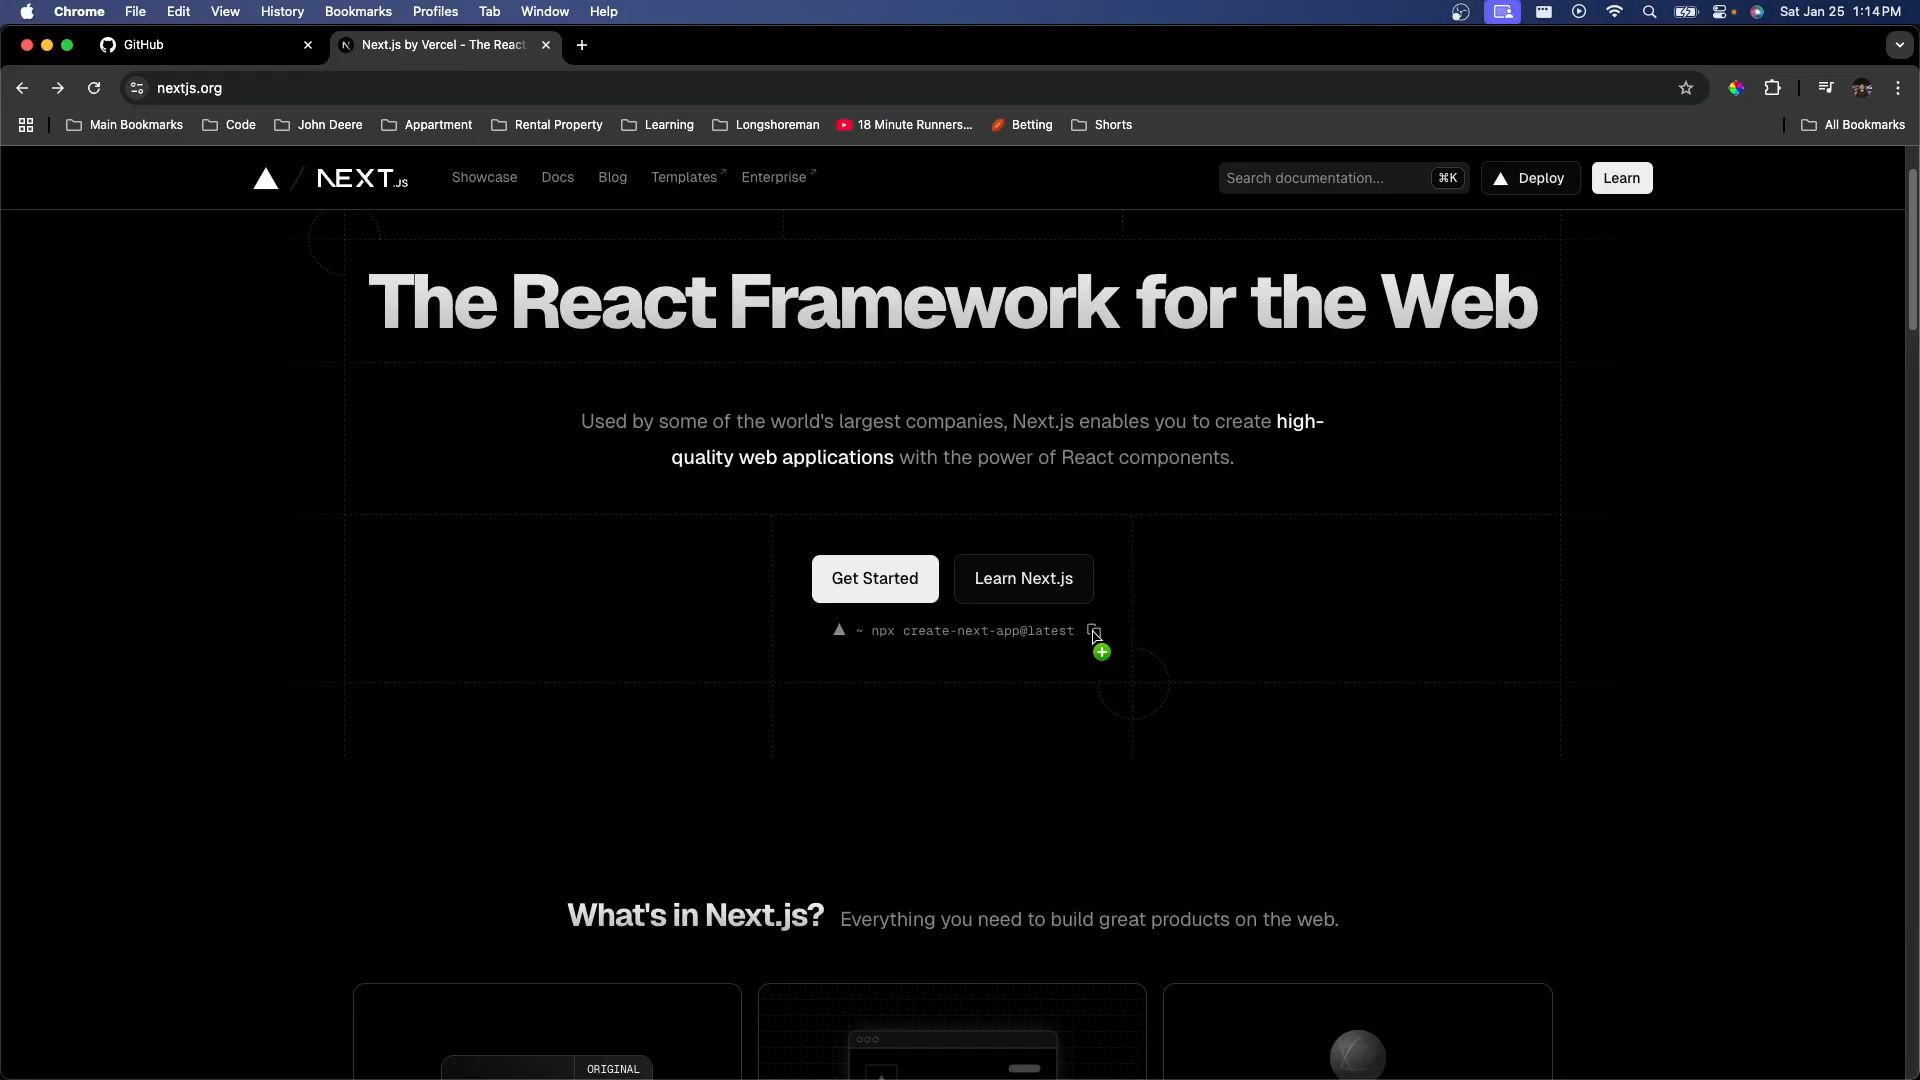 Chrome File Edit View History Bookmarks Profiles Tab Window Help Sat Jan 25 1:14 PM
GitHub Next.js by Vercel - The React
nextjs.org
Main Bookmarks Code John Deere Appartment Rental Property Learning Longshoreman 18 Minute Runners... Betting Shorts All Bookmarks
NEXT.JS Showcase Docs Blog Templates Enterprise Search documentation... ⌘K Deploy Learn
The React Framework for the Web
Used by some of the world's largest companies, Next.js enables you to create high-
quality web applications with the power of React components.
Get Started Learn Next.js
~ npx create-next-app@latest
What's in Next.js? Everything you need to build great products on the web.
ORIGINAL